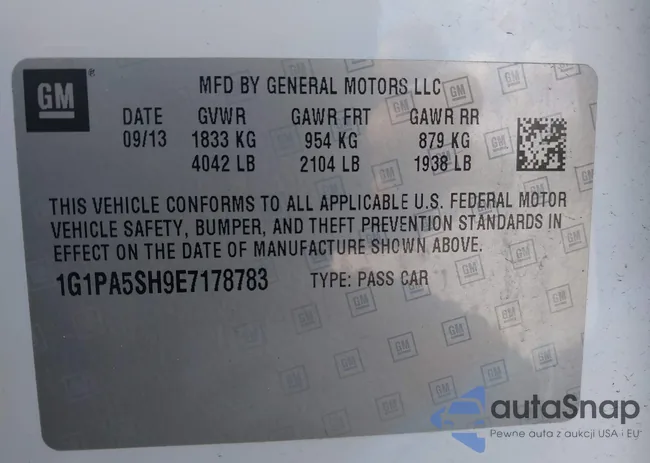 GM
MFD BY GENERAL MOTORS LLC
DATE GVWR GAWR FRT GAWR RR
09/13 1833 KG 954 KG 879 KG
4042 LB 2104 LB 1938 LB
THIS VEHICLE CONFORMS TO ALL APPLICABLE U.S. FEDERAL MOTOR
VEHICLE SAFETY, BUMPER, AND THEFT PREVENTION STANDARDS IN
EFFECT ON THE DATE OF MANUFACTURE SHOWN ABOVE.
1G1PA5SH9E7178783 TYPE: PASS CAR
autaSnap
Pewne auta z aukcji USA i EU